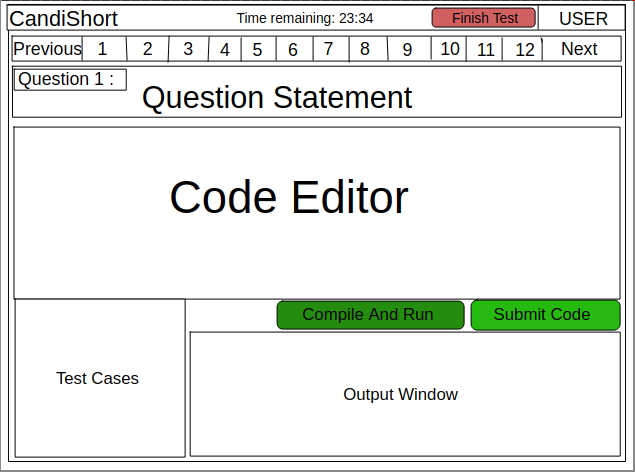 CandiShort Time remaining: 23:34 Finish Test USER
Previous 1 2 3 4 5 6 7 8 9 10 11 12 Next
Question 1 :
Question Statement
Code Editor
Compile And Run Submit Code
Test Cases
Output Window